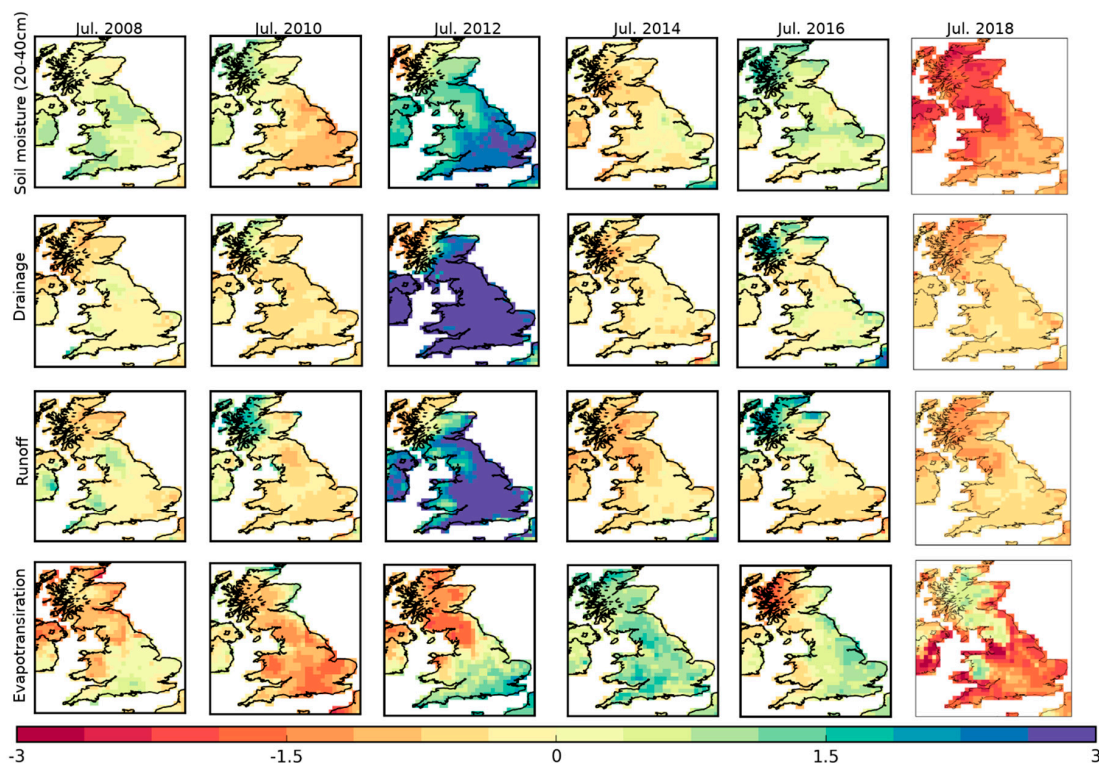 Jul. 2008 Jul. 2010 Jul. 2012 Jul. 2014 Jul. 2016 Jul. 2018
Soil moisture (20-40cm)
Drainage
Runoff
Evapotransiration
-3 -1.5 0 1.5 3